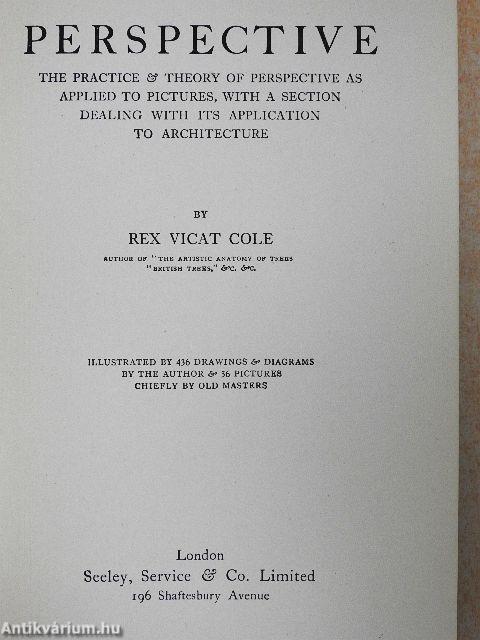 PERSPECTIVE
THE PRACTICE & THEORY OF PERSPECTIVE AS
APPLIED TO PICTURES, WITH A SECTION
DEALING WITH ITS APPLICATION
TO ARCHITECTURE
BY
REX VICAT COLE
AUTHOR OF "THE ARTISTIC ANATOMY OF TREES
"BRITISH TREES," &C. &C.
ILLUSTRATED BY 436 DRAWINGS & DIAGRAMS
BY THE AUTHOR & 36 PICTURES
CHIEFLY BY OLD MASTERS
London
Seeley, Service & Co. Limited
196 Shaftesbury Avenue
Antikvárium.hu